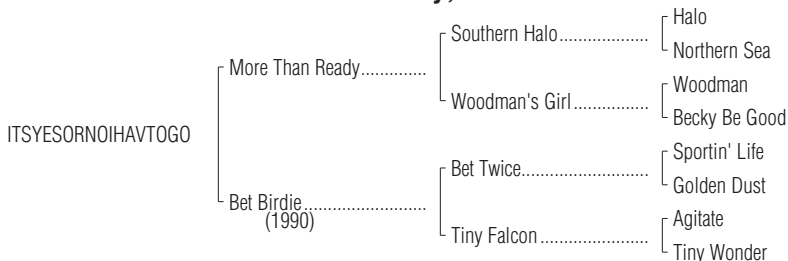 Halo
Southern Halo..................
Northern Sea
More Than Ready.............
Woodman
Woodman's Girl...............
Becky Be Good
ITSYESORNOIHAVTOGO
Sportin' Life
Bet Twice.........................
Golden Dust
Bet Birdie........................
(1990)
Agitate
Tiny Falcon.....................
Tiny Wonder